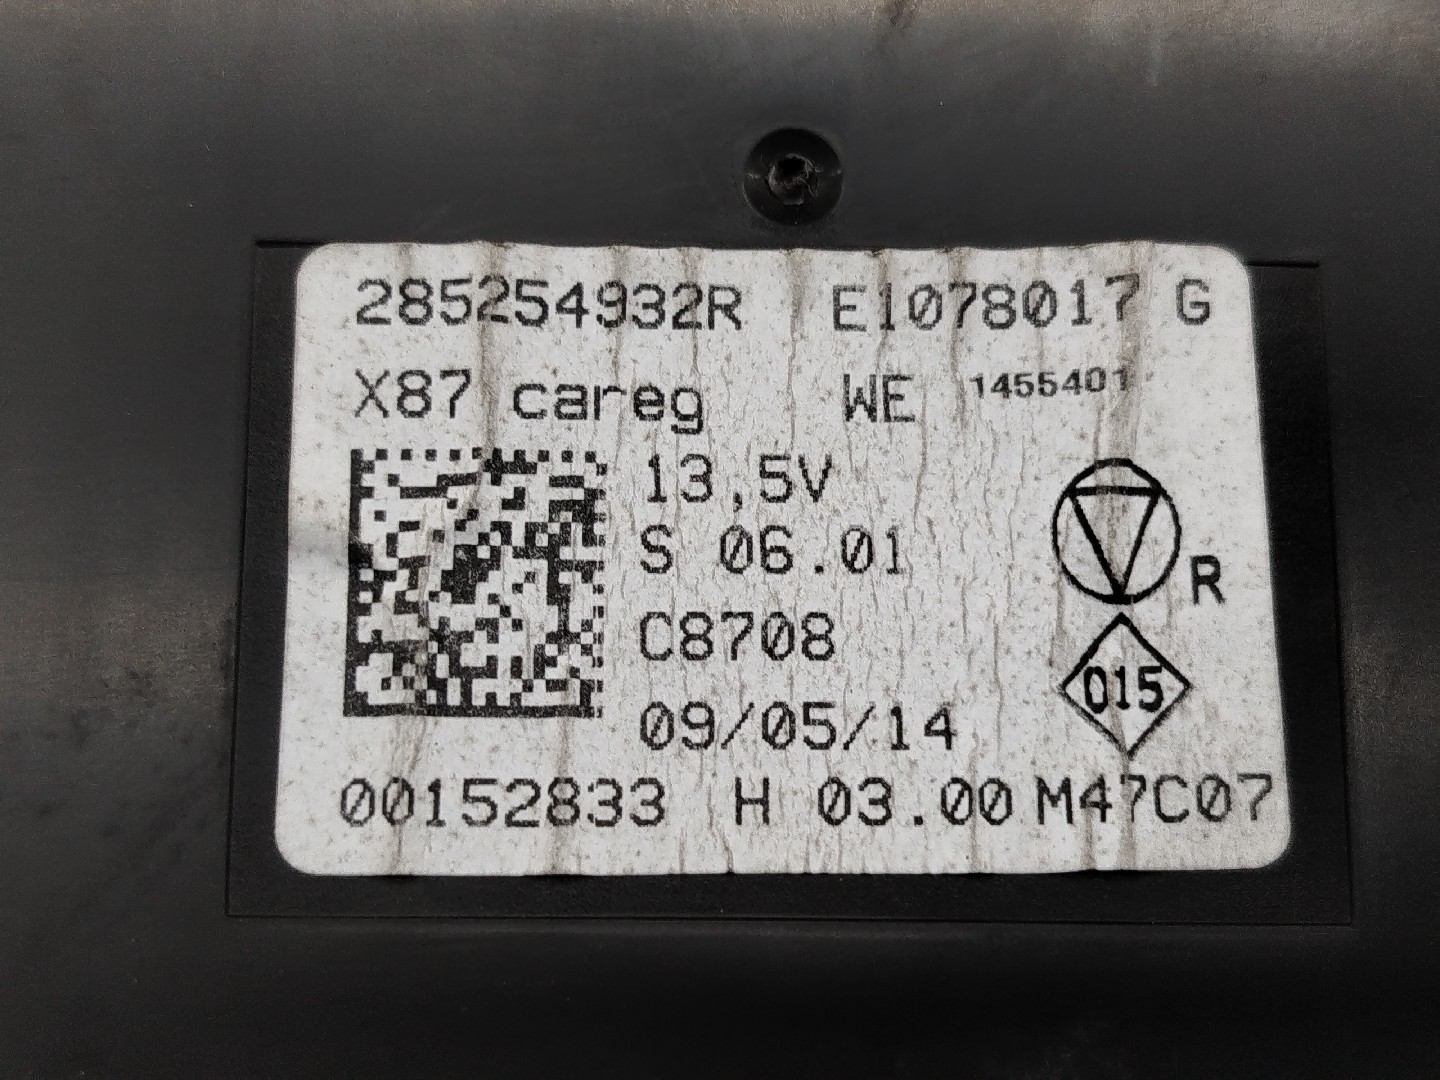 285254932R E1078017 G
X87 careg WE 1455401
13,5V
S 06.01
R
C8708
015
09/05/14
00152833 H 03.00 M47C07